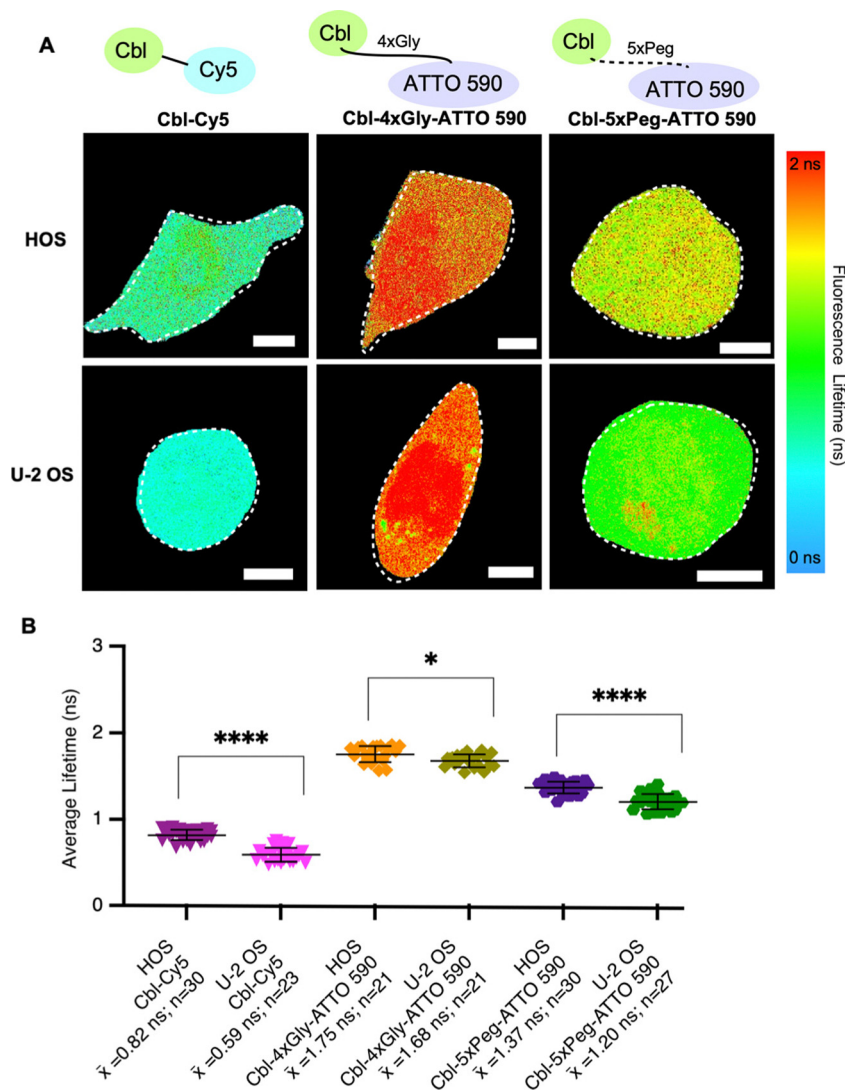 A
Cbl
Cy5
Cbl-Cy5
Cbl
4xGly
ATTO 590
Cbl-4xGly-ATTO 590
Cbl
5xPeg
ATTO 590
Cbl-5xPeg-ATTO 590
HOS
U-2 OS
2 ns
0 ns
Fluorescence Lifetime (ns)
B
Average Lifetime (ns)
3
2
1
0
****
*
****
HOS
Cbl-Cy5
x̄ =0.82 ns; n=30
U-2 OS
Cbl-Cy5
x̄ =0.59 ns; n=23
HOS
Cbl-4xGly-ATTO 590
x̄ =1.75 ns; n=21
U-2 OS
Cbl-4xGly-ATTO 590
x̄ =1.68 ns; n=21
HOS
Cbl-5xPeg-ATTO 590
x̄ =1.37 ns; n=30
U-2 OS
Cbl-5xPeg-ATTO 590
x̄ =1.20 ns; n=27